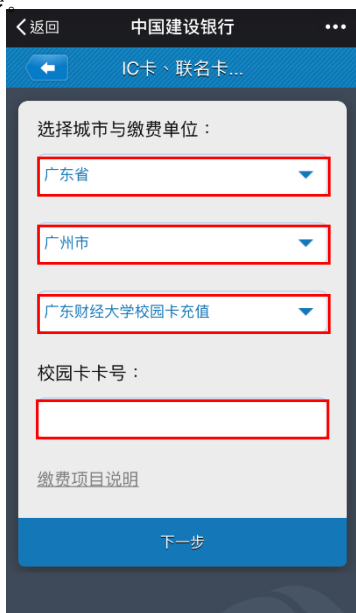 返回 中国建设银行
IC卡、联名卡...
选择城市与缴费单位：
广东省
广州市
广东财经大学校园卡充值
校园卡卡号：
缴费项目说明
下一步